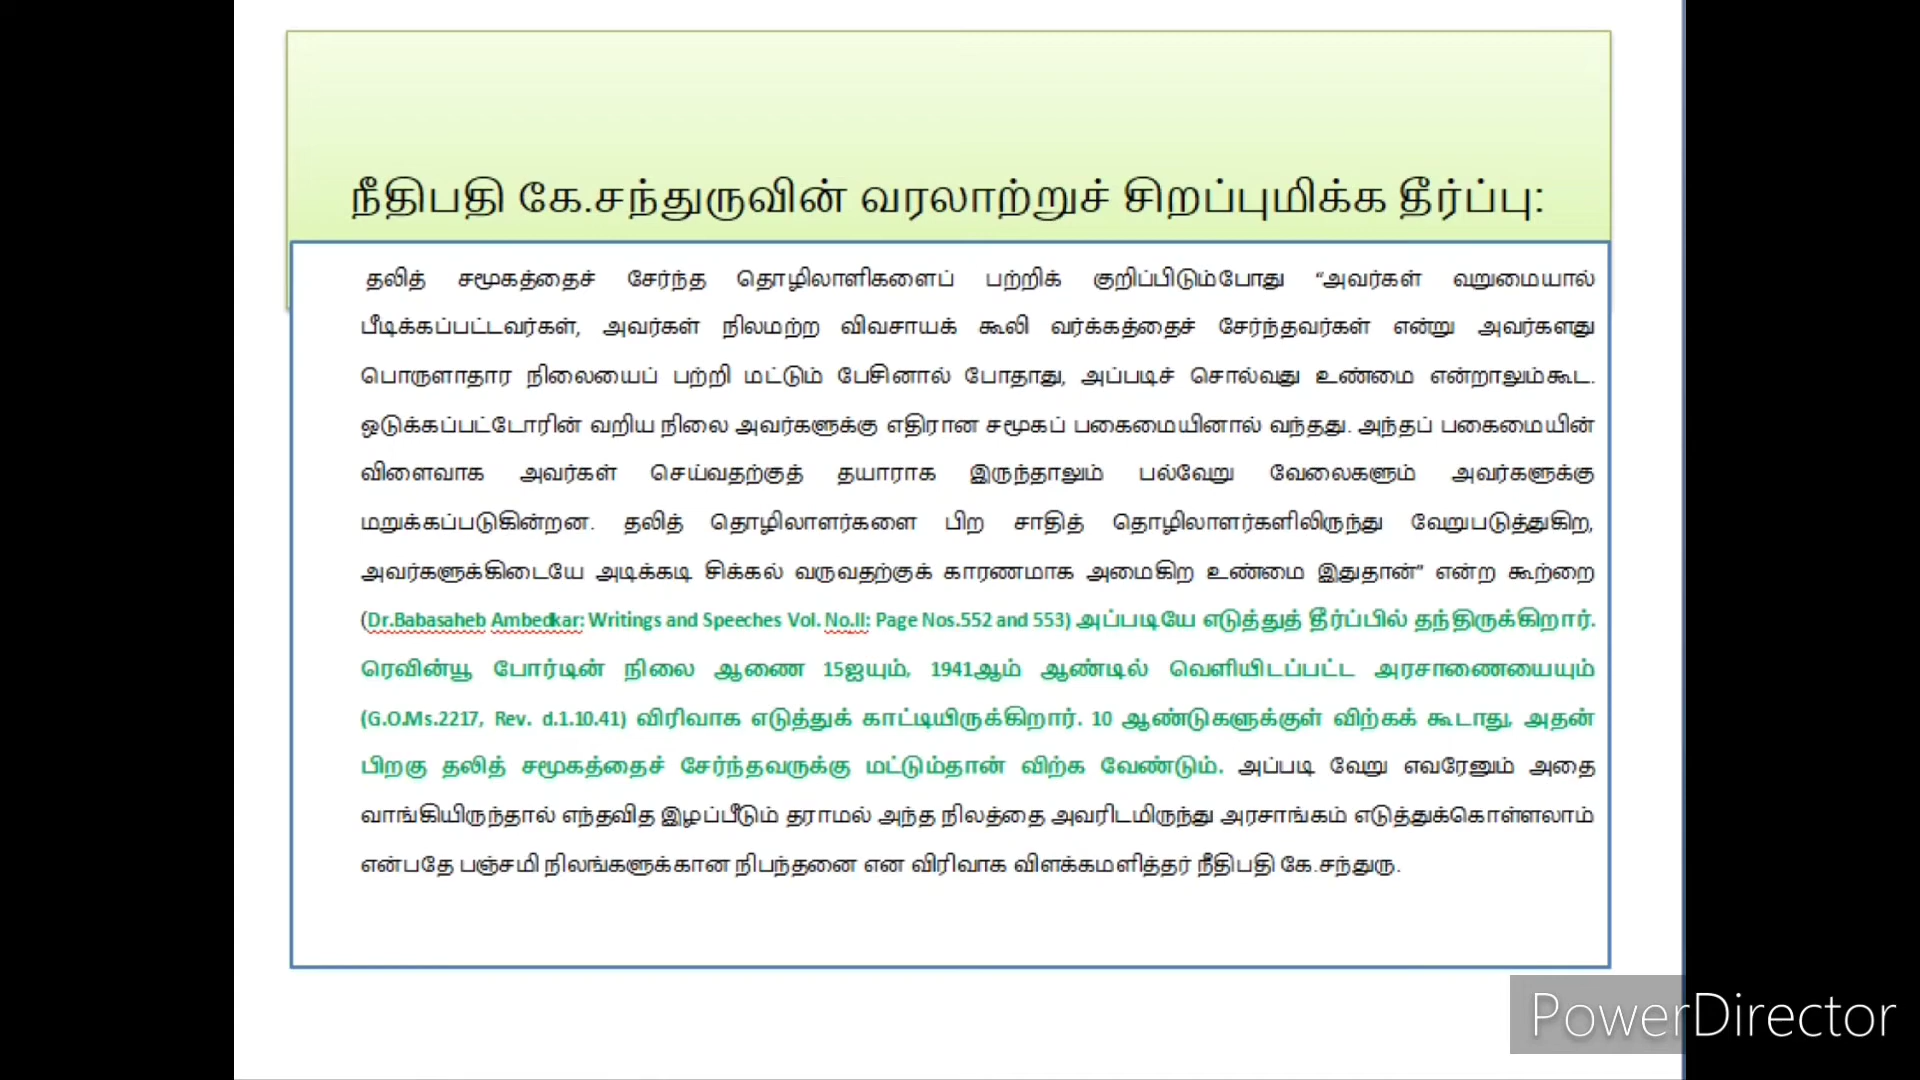 நீதிபதி கே.சந்துருவின் வரலாற்றுச் சிறப்புமிக்க தீர்ப்பு:
தலித் சமூகத்தைச் சேர்ந்த தொழிலாளிகளைப் பற்றிக் குறிப்பிடும்போது “அவர்கள் வறுமையால்
பீடிக்கப்பட்டவர்கள், அவர்கள் நிலமற்ற விவசாயக் கூலி வர்க்கத்தைச் சேர்ந்தவர்கள் என்று அவர்களது
பொருளாதார நிலையைப் பற்றி மட்டும் பேசினால் போதாது, அப்படிச் சொல்வது உண்மை என்றாலும்கூட.
ஒடுக்கப்பட்டோரின் வறிய நிலை அவர்களுக்கு எதிரான சமூகப் பகைமையினால் வந்தது. அந்தப் பகைமையின்
விளைவாக அவர்கள் செய்வதற்குத் தயாராக இருந்தாலும் பல்வேறு வேலைகளும் அவர்களுக்கு
மறுக்கப்படுகின்றன. தலித் தொழிலாளர்களை பிற சாதித் தொழிலாளர்களிலிருந்து வேறுபடுத்துகிற,
அவர்களுக்கிடையே அடிக்கடி சிக்கல் வருவதற்குக் காரணமாக அமைகிற உண்மை இதுதான்” என்ற கூற்றை
(Dr.Babasaheb Ambedkar: Writings and Speeches Vol. No.II: Page Nos.552 and 553) அப்படியே எடுத்துத் தீர்ப்பில் தந்திருக்கிறார்.
ரெவின்யூ போர்டின் நிலை ஆணை 15ஐயும், 1941ஆம் ஆண்டில் வெளியிடப்பட்ட அரசாணையையும்
(G.O.Ms.2217, Rev. d.1.10.41) விரிவாக எடுத்துக் காட்டியிருக்கிறார். 10 ஆண்டுகளுக்குள் விற்கக் கூடாது, அதன்
பிறகு தலித் சமூகத்தைச் சேர்ந்தவருக்கு மட்டும்தான் விற்க வேண்டும். அப்படி வேறு எவரேனும் அதை
வாங்கியிருந்தால் எந்தவித இழப்பீடும் தராமல் அந்த நிலத்தை அவரிடமிருந்து அரசாங்கம் எடுத்துக்கொள்ளலாம்
என்பதே பஞ்சமி நிலங்களுக்கான நிபந்தனை என விரிவாக விளக்கமளித்தர் நீதிபதி கே.சந்துரு.
PowerDirector